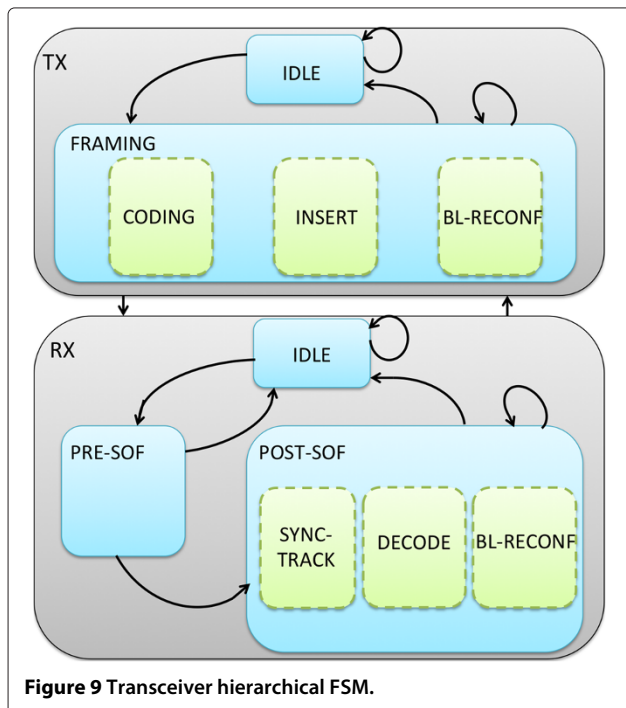 TX
IDLE
FRAMING
CODING
INSERT
BL-RECONF
RX
IDLE
PRE-SOF
POST-SOF
SYNC-
TRACK
DECODE
BL-RECONF
Figure 9 Transceiver hierarchical FSM.